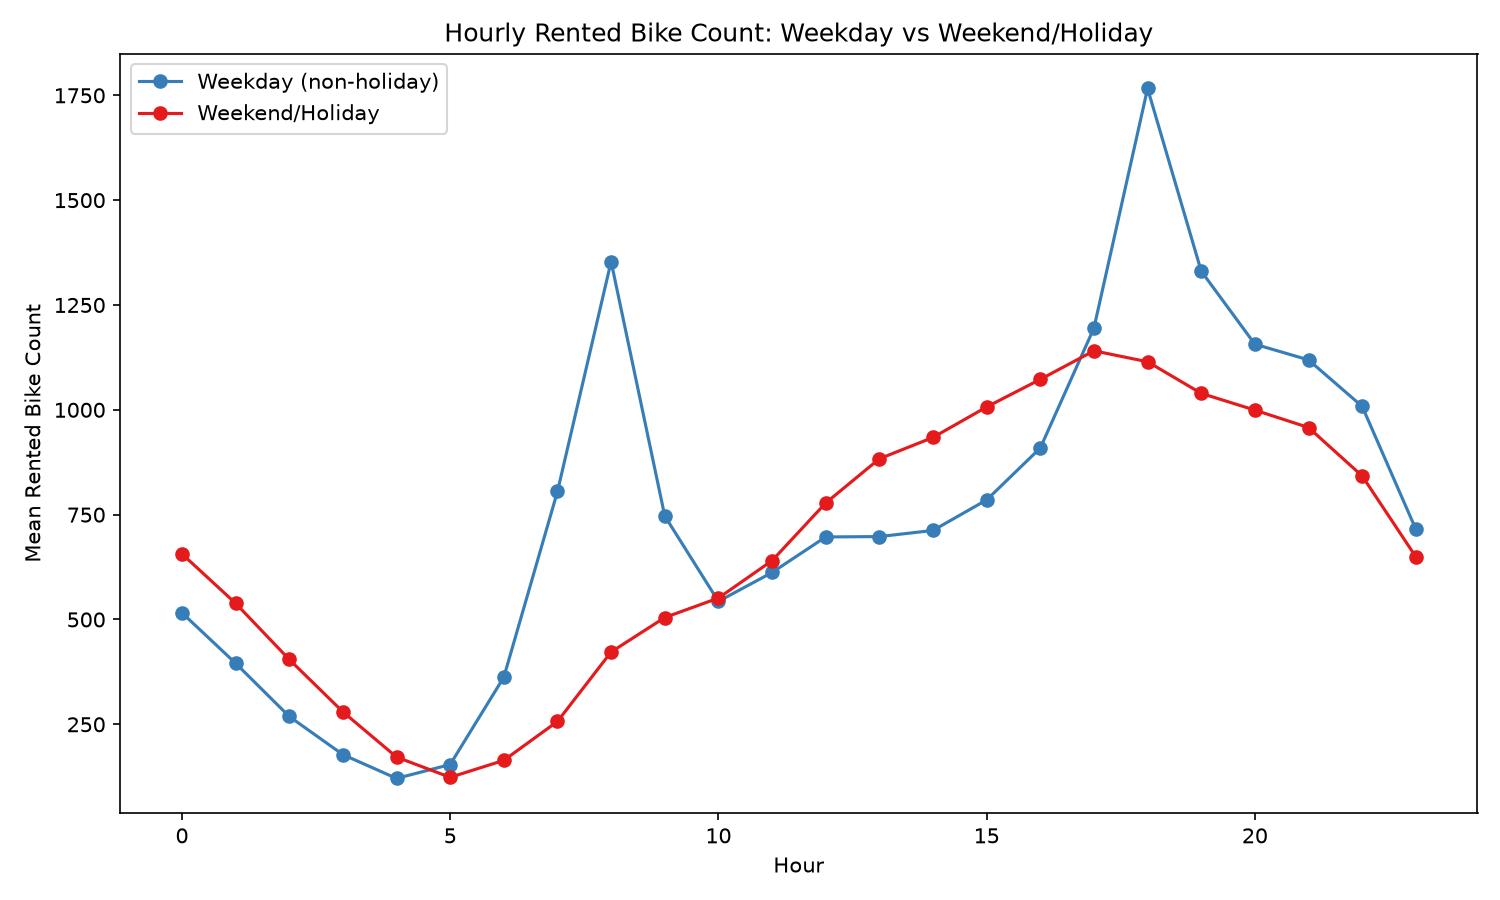 Hourly Rented Bike Count: Weekday vs Weekend/Holiday
Weekday (non-holiday)
Weekend/Holiday
Mean Rented Bike Count
1750
1500
1250
1000
750
500
250
0 5 10 15 20
Hour